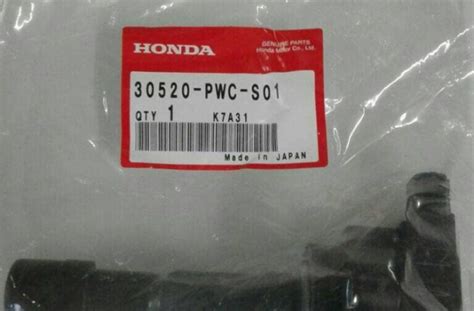 HONDA
GENUINE PARTS
Honda Motor Co., Ltd.
30520-PWC-S01
QTY 1 K7A31
Made in JAPAN